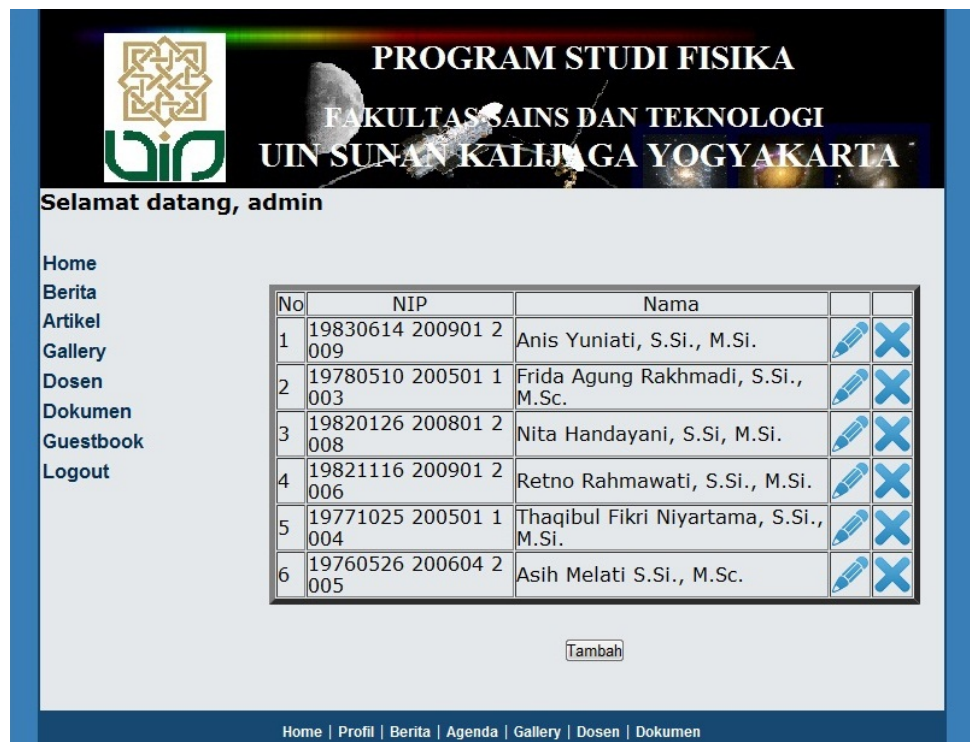 PROGRAM STUDI FISIKA
FAKULTAS SAINS DAN TEKNOLOGI
UIN SUNAN KALIJAGA YOGYAKARTA
uin
Selamat datang, admin
Home
Berita
Artikel
Gallery
Dosen
Dokumen
Guestbook
Logout
No NIP Nama
1 19830614 200901 2 009 Anis Yuniati, S.Si., M.Si.
2 19780510 200501 1 003 Frida Agung Rakhmadi, S.Si., M.Sc.
3 19820126 200801 2 008 Nita Handayani, S.Si, M.Si.
4 19821116 200901 2 006 Retno Rahmawati, S.Si., M.Si.
5 19771025 200501 1 004 Thaqibul Fikri Niyartama, S.Si., M.Si.
6 19760526 200604 2 005 Asih Melati S.Si., M.Sc.
Tambah
Home | Profil | Berita | Agenda | Gallery | Dosen | Dokumen